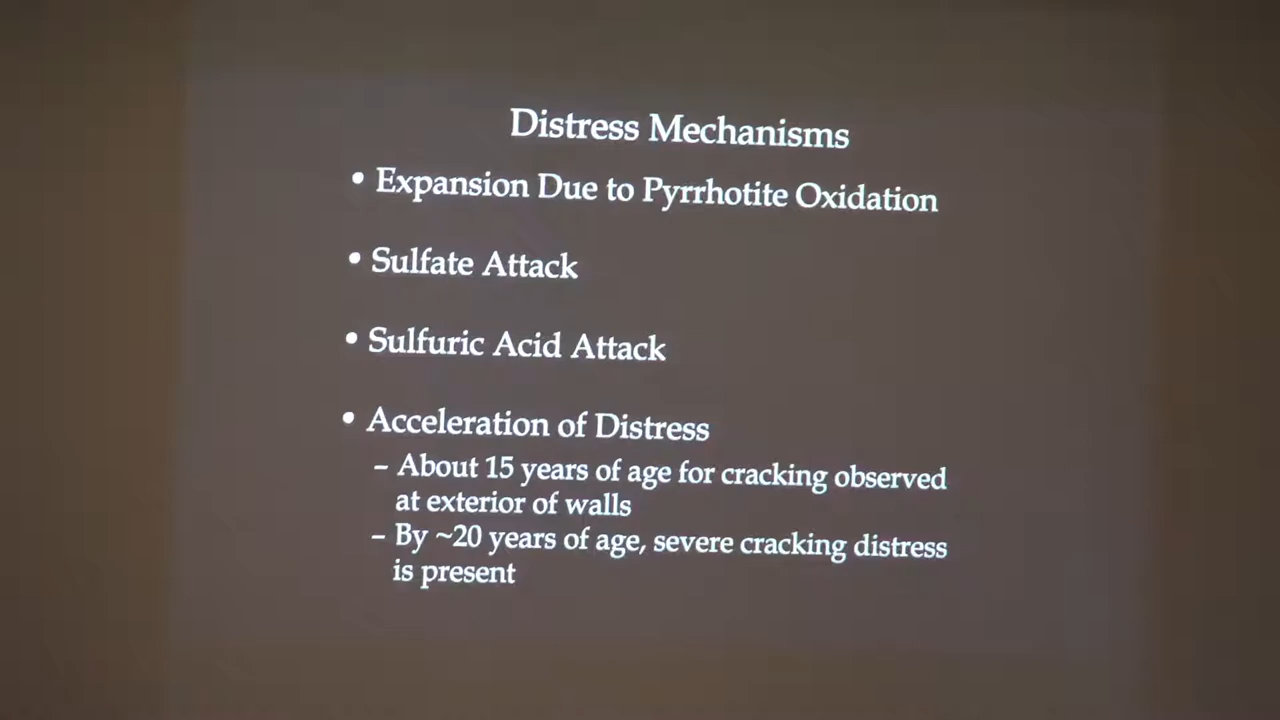 Distress Mechanisms
• Expansion Due to Pyrrhotite Oxidation
• Sulfate Attack
• Sulfuric Acid Attack
• Acceleration of Distress
– About 15 years of age for cracking observed
at exterior of walls
– By ~20 years of age, severe cracking distress
is present